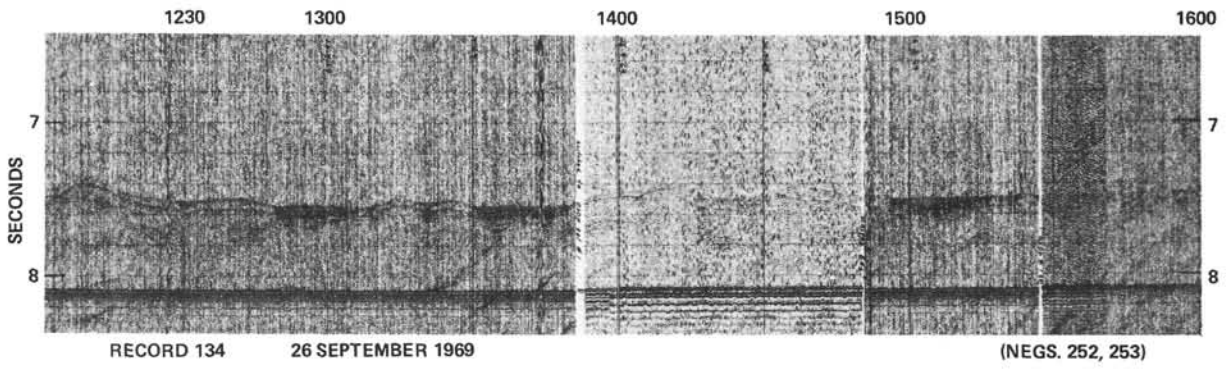 1230 1300 1400 1500 1600
7 7
SECONDS
8 8
RECORD 134 26 SEPTEMBER 1969 (NEGS. 252, 253)